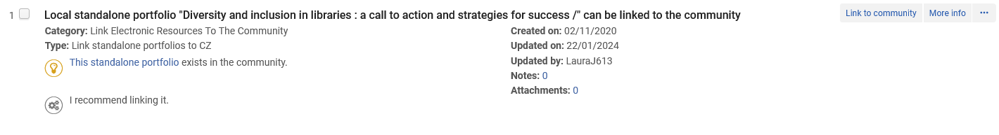 1 Local standalone portfolio "Diversity and inclusion in libraries : a call to action and strategies for success /" can be linked to the community
Link to community More info ···
Category: Link Electronic Resources To The Community
Created on: 02/11/2020
Type: Link standalone portfolios to CZ
Updated on: 22/01/2024
This standalone portfolio exists in the community.
Updated by: LauraJ613
Notes: 0
Attachments: 0
I recommend linking it.